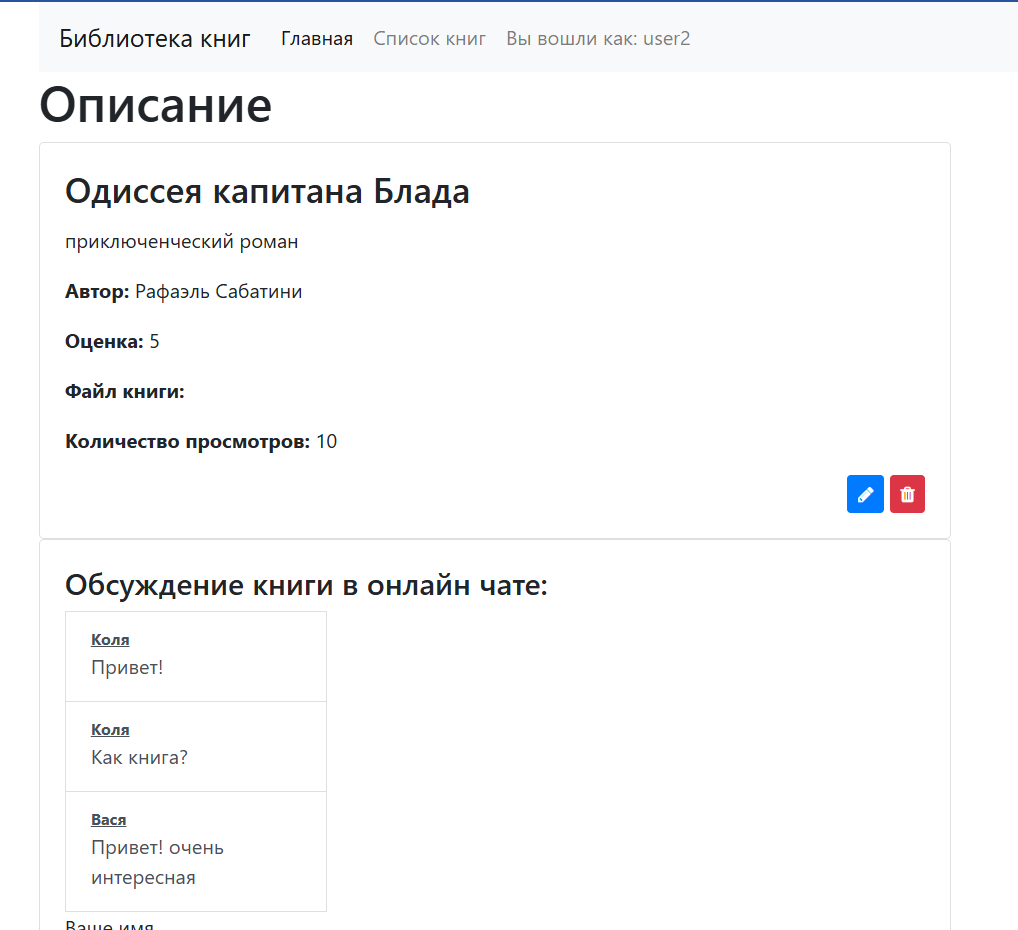 Библиотека книг Главная Список книг Вы вошли как: user2
Описание
Одиссея капитана Блада
приключенческий роман
Автор: Рафаэль Сабатини
Оценка: 5
Файл книги:
Количество просмотров: 10
Обсуждение книги в онлайн чате:
Коля
Привет!
Коля
Как книга?
Вася
Привет! очень
интересная
Ваше имя